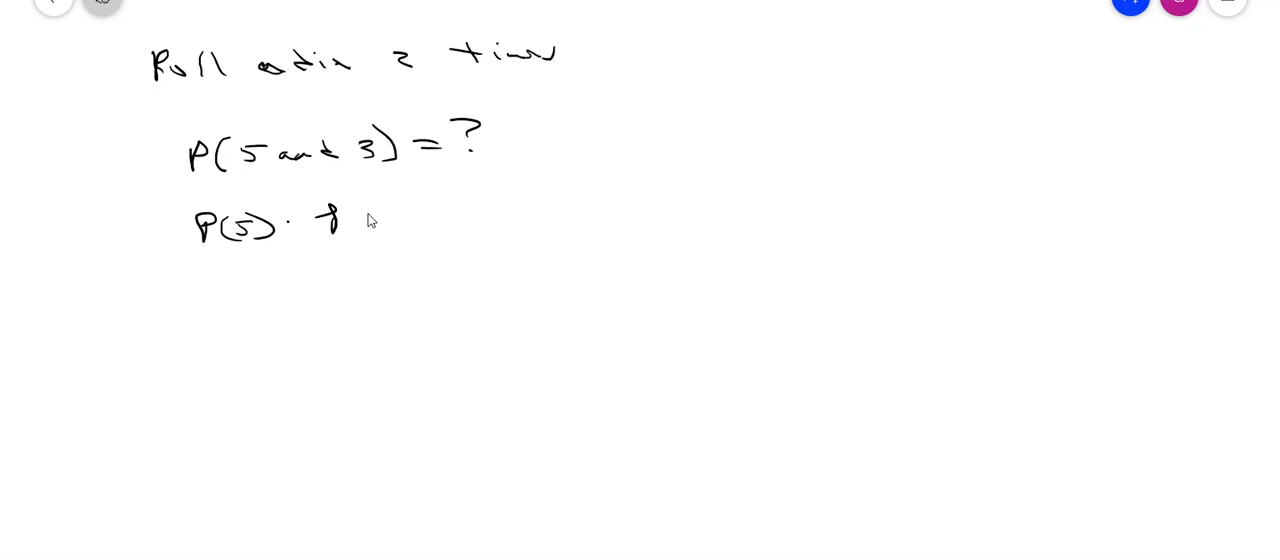 Roll a die 2 times
P(5 and 3) = ?
P(5) ·